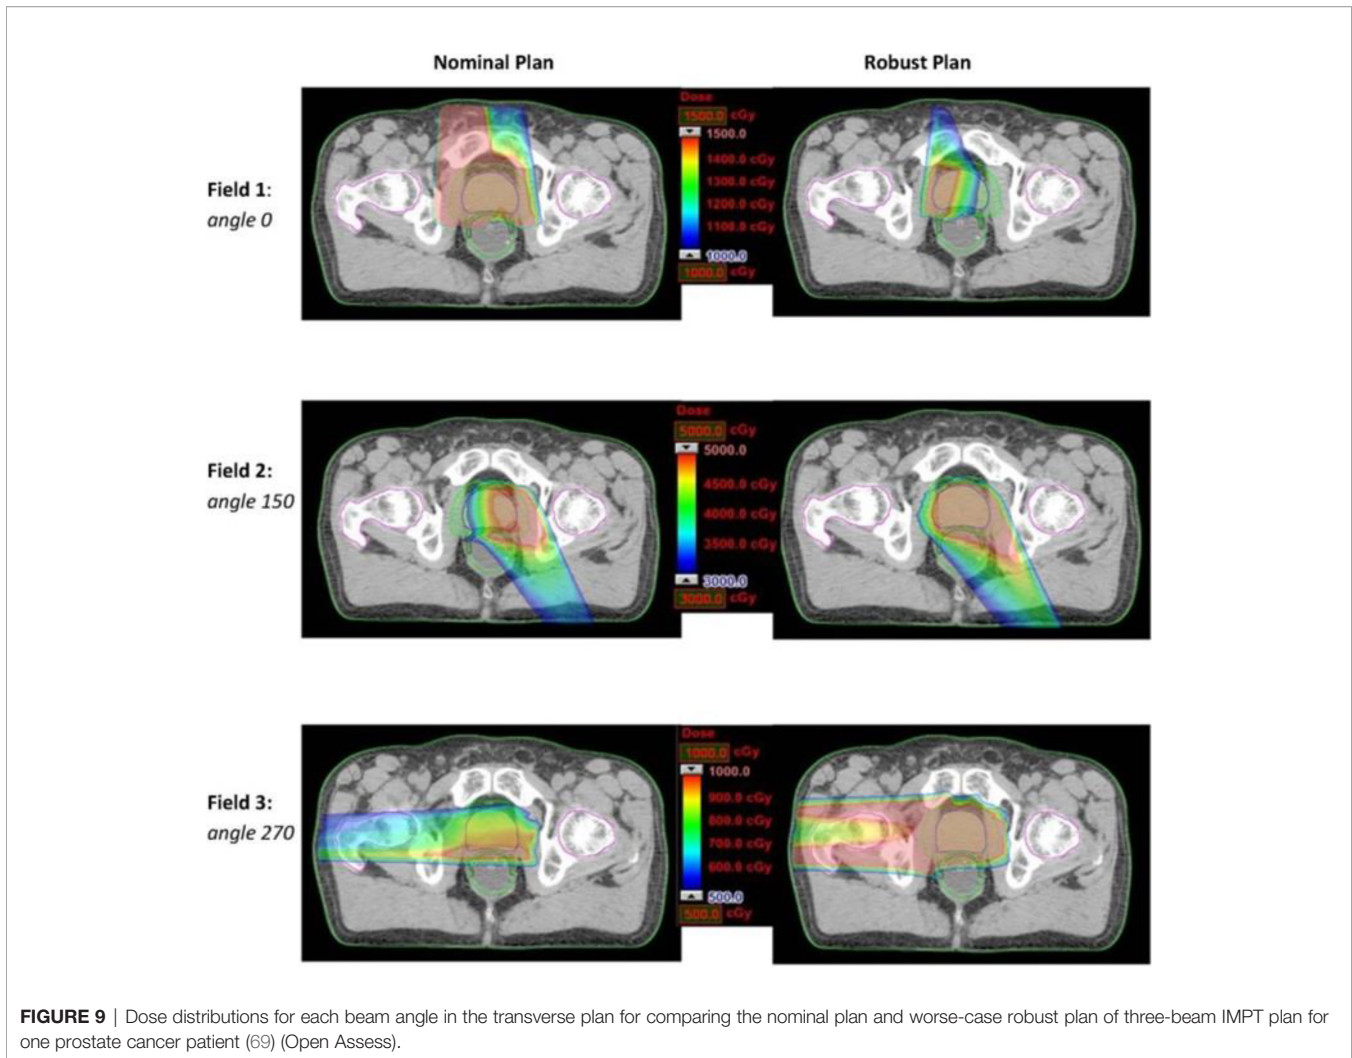 Nominal Plan
Robust Plan
Field 1:
angle 0
Dose
1500.0 cGy
1500.0
1400.0 cGy
1300.0 cGy
1200.0 cGy
1100.0 cGy
1000.0
1000.0 cGy
Field 2:
angle 150
Dose
5000.0 cGy
5000.0
4500.0 cGy
4000.0 cGy
3500.0 cGy
3000.0
3000.0 cGy
Field 3:
angle 270
Dose
1000.0 cGy
1000.0
900.0 cGy
800.0 cGy
700.0 cGy
600.0 cGy
500.0
500.0 cGy
FIGURE 9 | Dose distributions for each beam angle in the transverse plan for comparing the nominal plan and worse-case robust plan of three-beam IMPT plan for
one prostate cancer patient (69) (Open Assess).